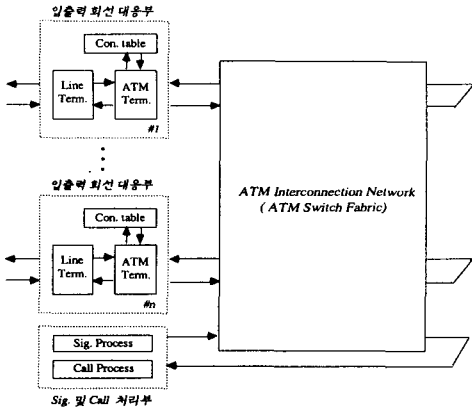 입출력 회선 대응부
Con. table
Line
Term.
ATM
Term.
#1
입출력 회선 대응부
Con. table
Line
Term.
ATM
Term.
#n
ATM Interconnection Network
( ATM Switch Fabric)
Sig. Process
Call Process
Sig. 및 Call 처리부